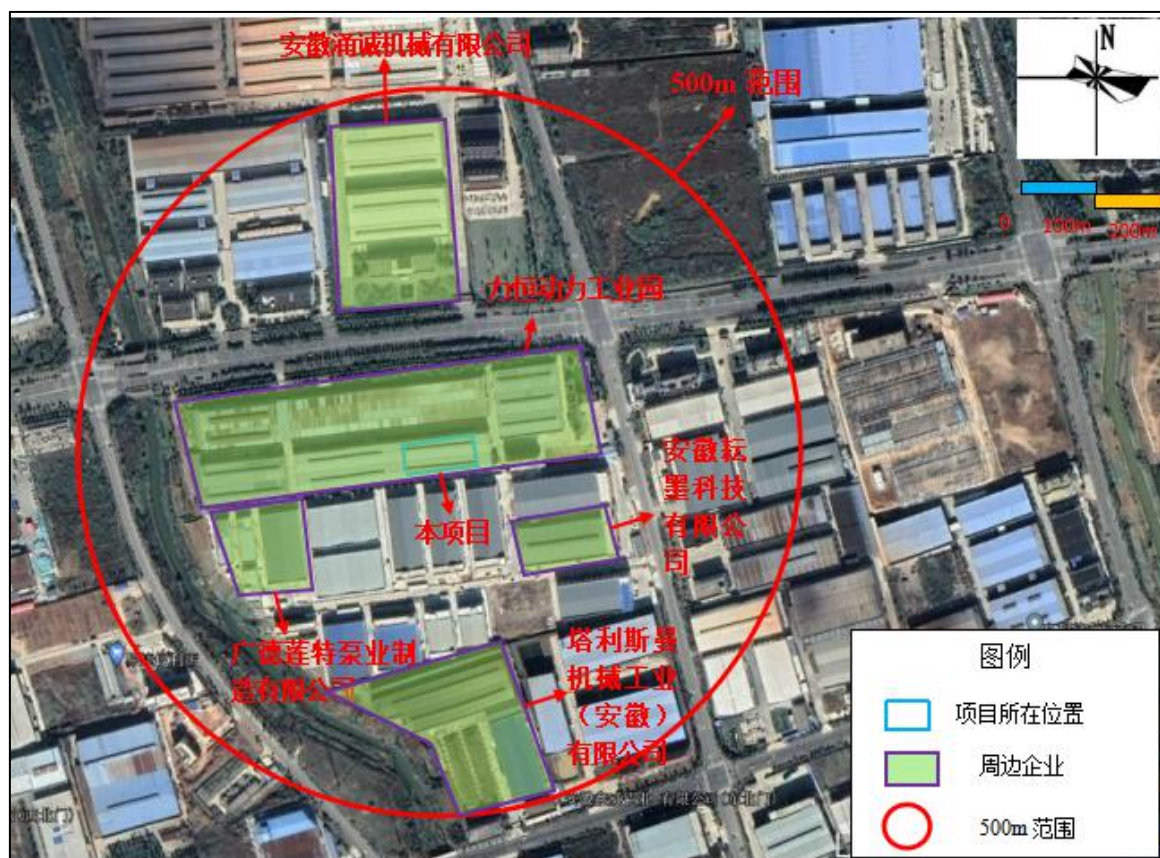 安徽涌诚机械有限公司
500m 范围
N
0
100m
200m
力恒动力工业园
安徽耘
墨科技
有限公
司
本项目
广德莲特泵业制
造有限公司
塔利斯曼
机械工业
（安徽）
有限公司
图例
项目所在位置
周边企业
500m 范围